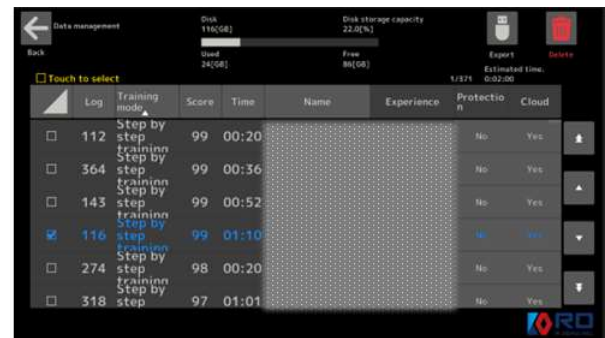 Data management
Disk
116[GB]
Disk storage capacity
22.0[%]
Back
Used
24[GB]
Free
86[GB]
Export
Delete
Estimated time.
Touch to select
1/371 0:02:00
Log Training mode Score Time Name Experience Protection Cloud
112 Step by step training 99 00:20 No Yes
364 Step by step training 99 00:36 No Yes
143 Step by step training 99 00:52 No Yes
116 Step by step training 99 01:10 No Yes
274 Step by step training 98 00:20 No Yes
318 Step by step 97 01:01 No Yes